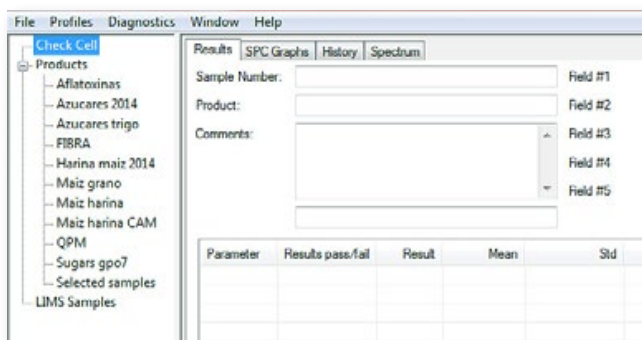 File Profiles Diagnostics Window Help
Check Cell
Products
Aflatoxinas
Azucares 2014
Azucares trigo
FIBRA
Harina maiz 2014
Maiz grano
Maiz harina
Maiz harina CAM
QPM
Sugars gpo7
Selected samples
LIMS Samples
Results SPC Graphs History Spectrum
Sample Number: Field #1
Product: Field #2
Comments: Field #3
Field #4
Field #5
Parameter Results pass/fail Result Mean Std